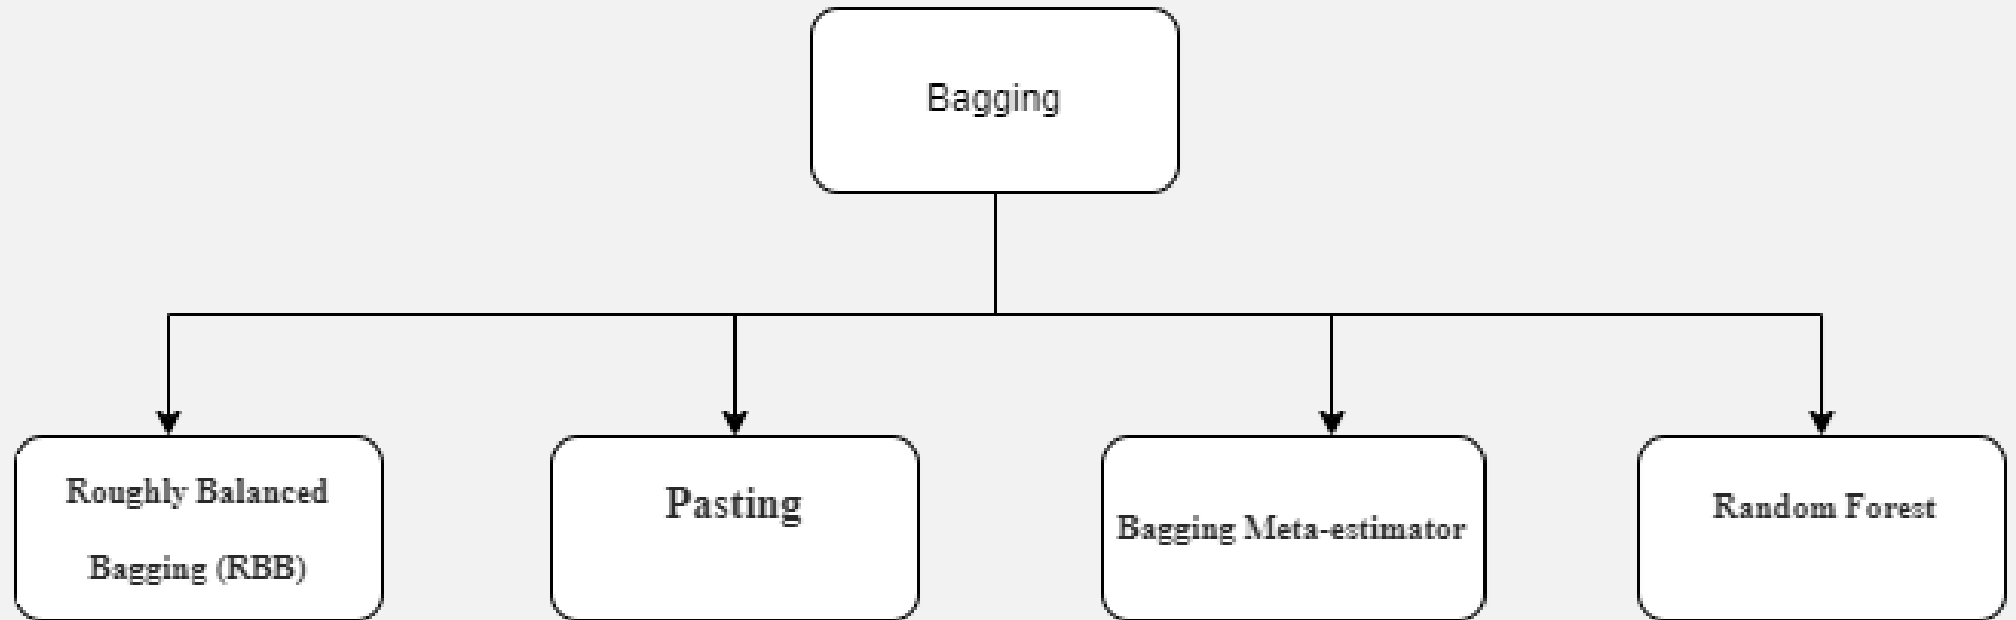 Bagging
Roughly Balanced
Bagging (RBB)
Pasting
Bagging Meta-estimator
Random Forest